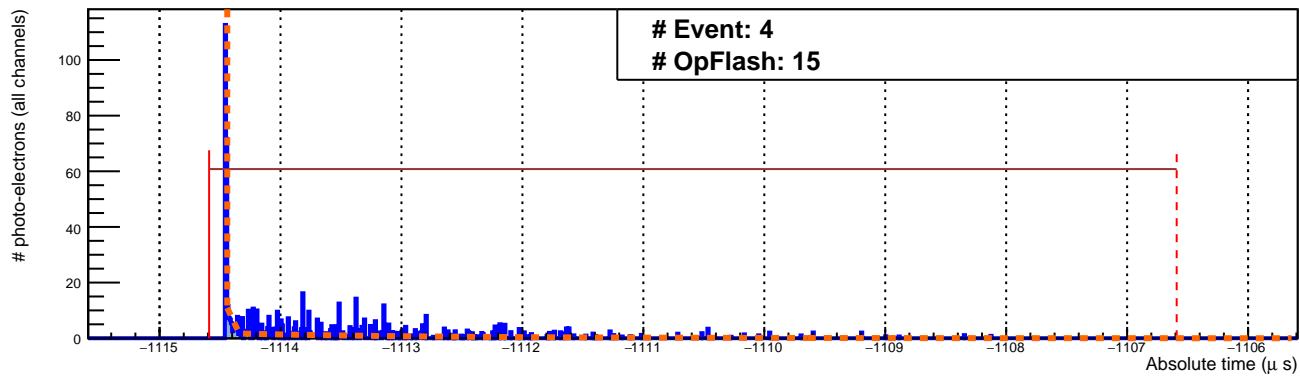 # Event: 4
# OpFlash: 15
# photo-electrons (all channels)
100
80
60
40
20
0
−1115 −1114 −1113 −1112 −1111 −1110 −1109 −1108 −1107 −1106
Absolute time (μ s)